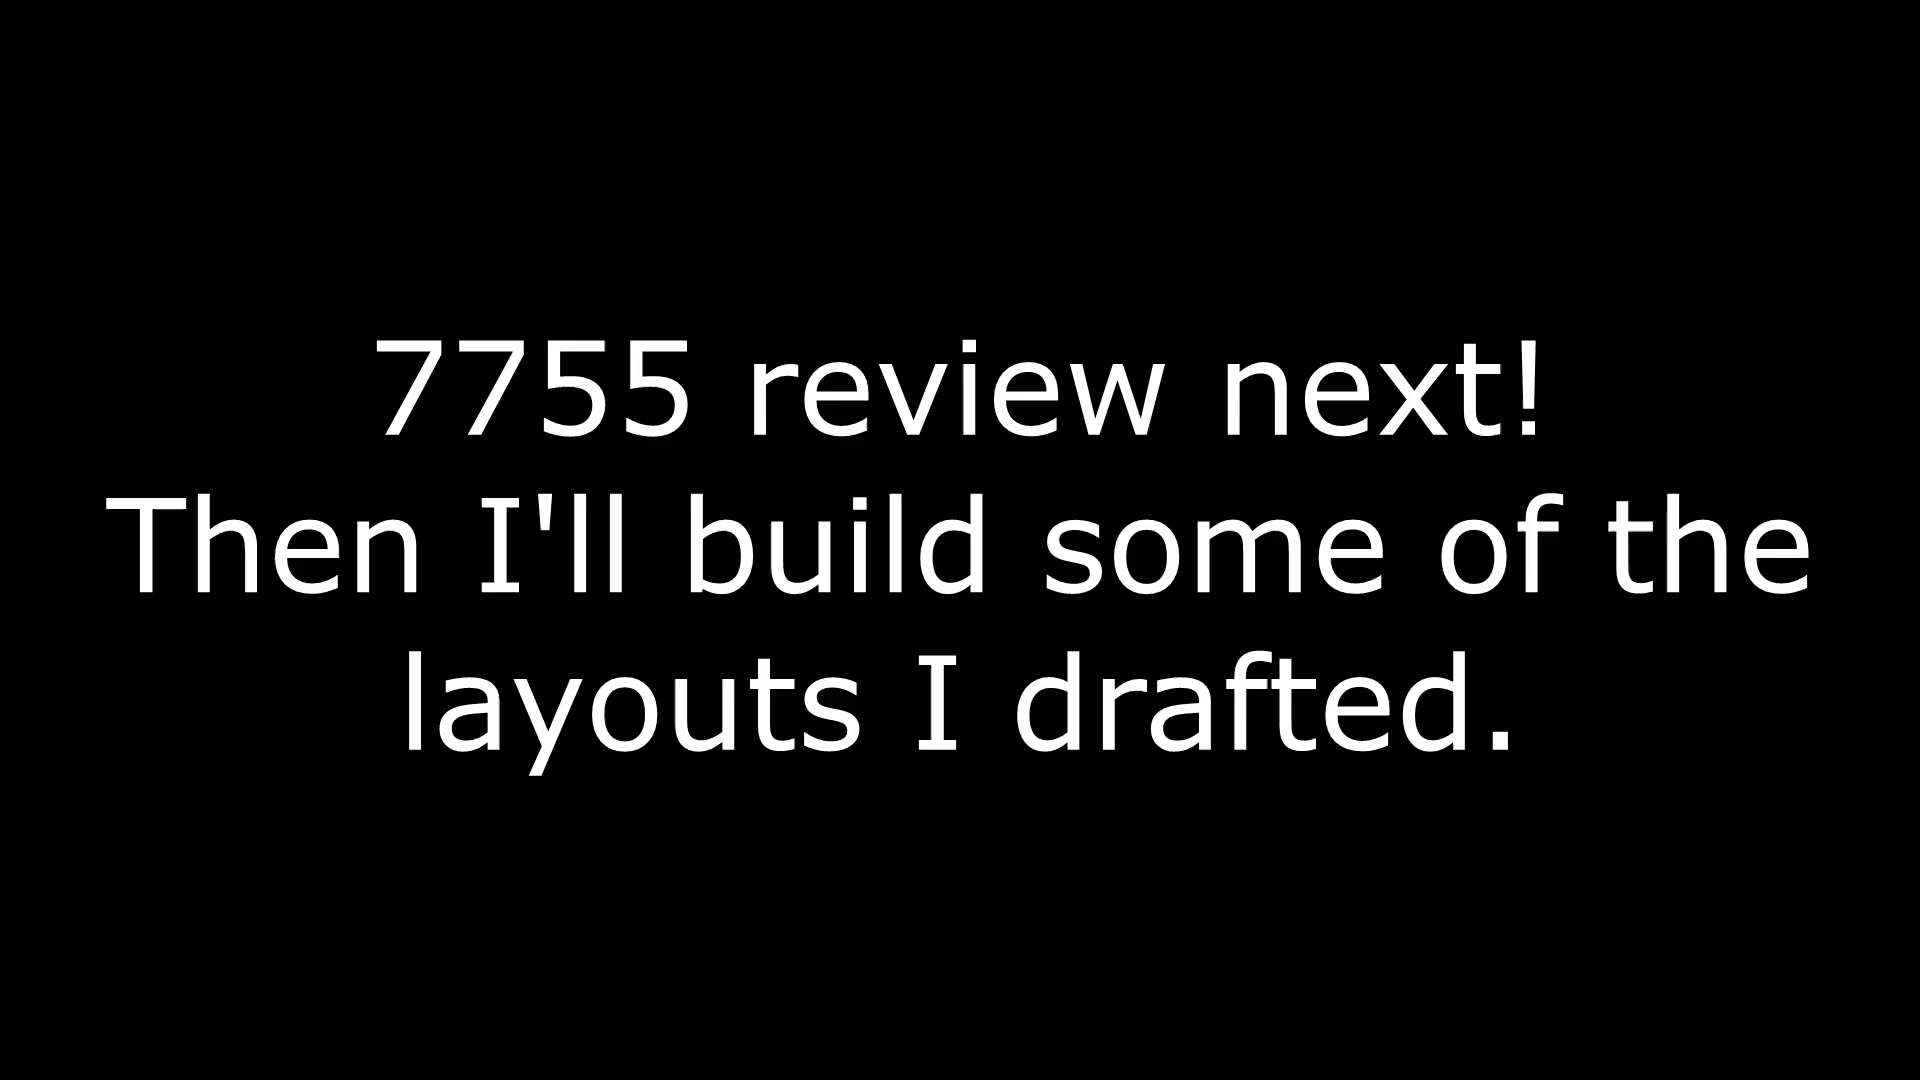 7755 review next!
Then I'll build some of the
layouts I drafted.